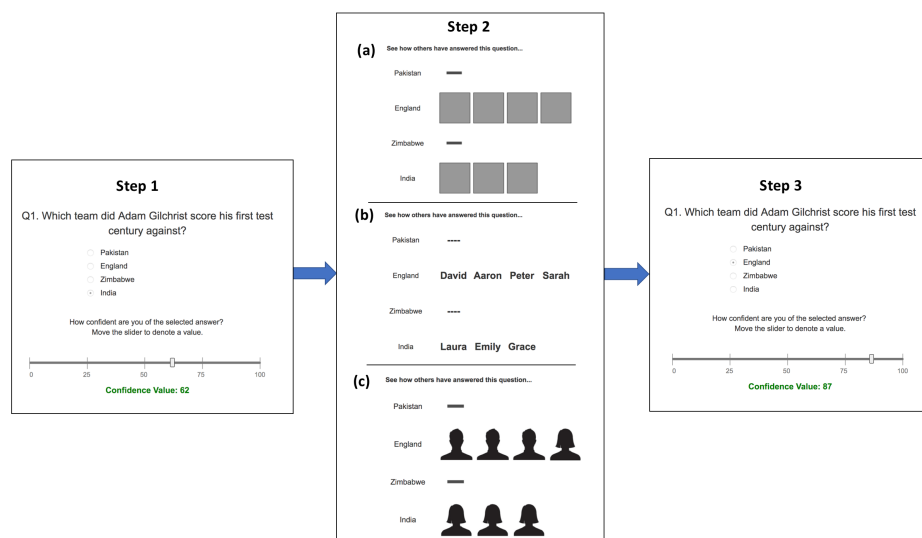 Step 1
Q1. Which team did Adam Gilchrist score his first test
century against?
Pakistan
England
Zimbabwe
India
How confident are you of the selected answer?
Move the slider to denote a value.
0 25 50 75 100
Confidence Value: 62
Step 2
(a) See how others have answered this question...
Pakistan
England
Zimbabwe
India
(b) See how others have answered this question...
Pakistan ----
England David Aaron Peter Sarah
Zimbabwe ----
India Laura Emily Grace
(c) See how others have answered this question...
Pakistan
England
Zimbabwe
India
Step 3
Q1. Which team did Adam Gilchrist score his first test
century against?
Pakistan
England
Zimbabwe
India
How confident are you of the selected answer?
Move the slider to denote a value.
0 25 50 75 100
Confidence Value: 87